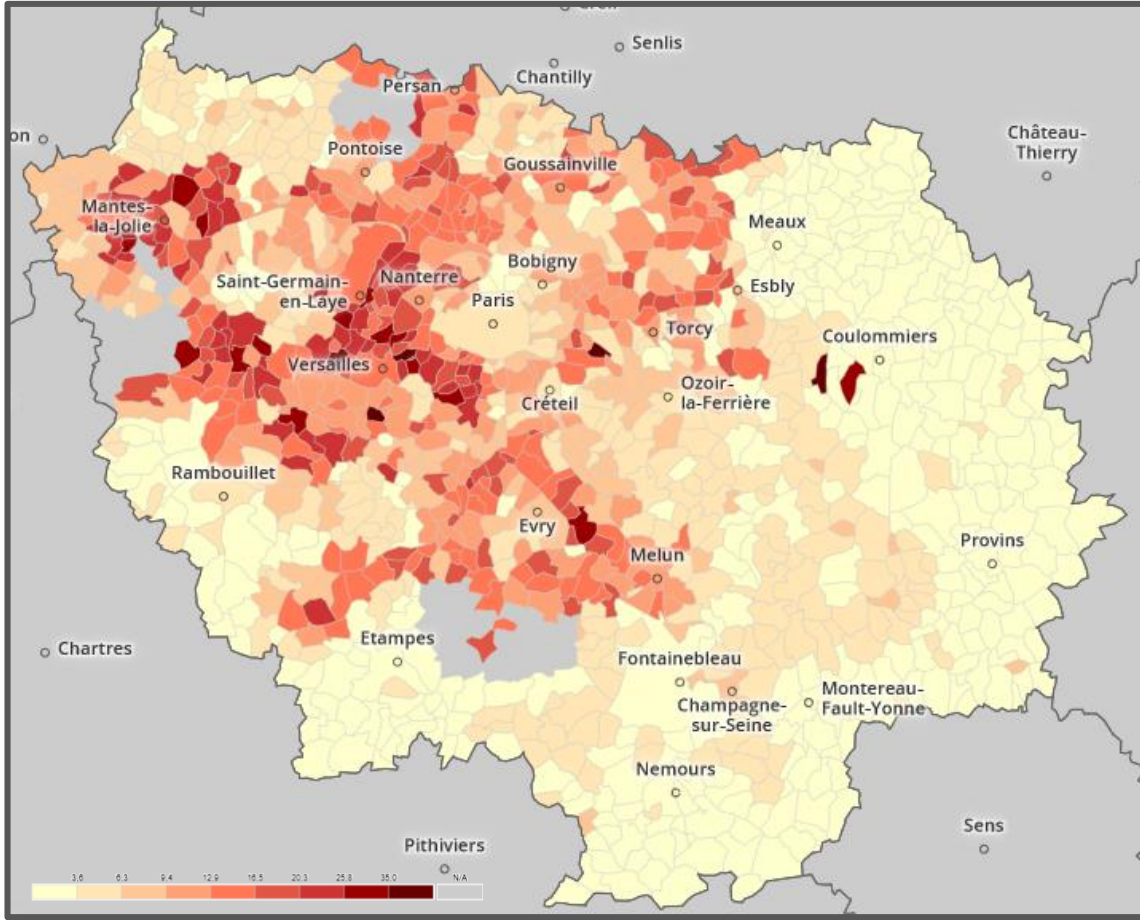 Senlis
Chantilly
Persan
on
Château-
Thierry
Pontoise
Goussainville
Mantes-
la-Jolie
Meaux
Bobigny
Saint-Germain-
en-Laye
Nanterre
Esbly
Paris
Torcy
Coulommiers
Versailles
Créteil
Ozoir-
la-Ferrière
Rambouillet
Evry
Provins
Melun
Etampes
Chartres
Fontainebleau
Champagne-
sur-Seine
Montereau-
Fault-Yonne
Nemours
Sens
Pithiviers
3,6 6,3 9,4 12,9 16,5 20,3 25,8 35,0 N/A